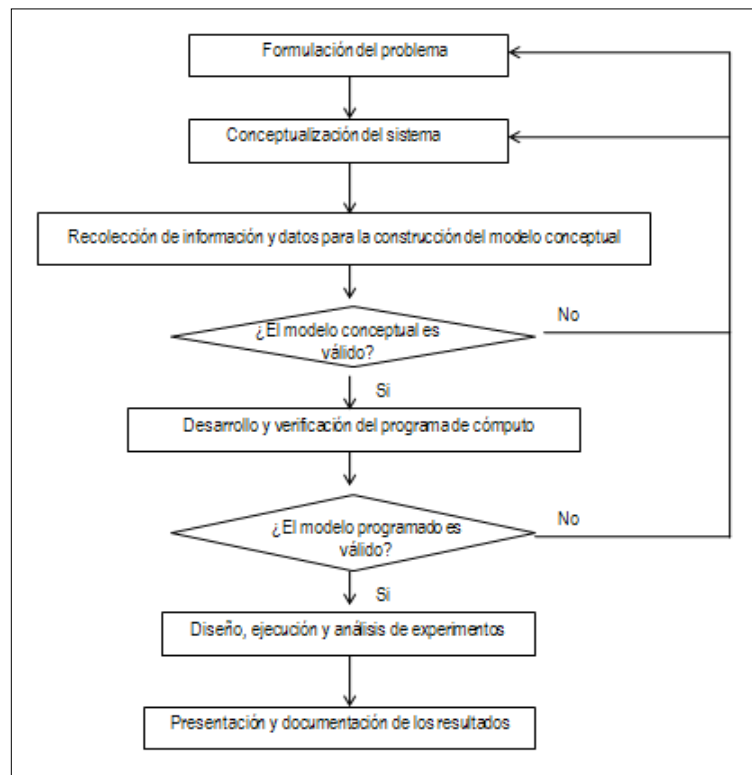 Formulación del problema
Conceptualización del sistema
Recolección de información y datos para la construcción del modelo conceptual
¿El modelo conceptual es
válido?
No
Si
Desarrollo y verificación del programa de cómputo
¿El modelo programado es
válido?
No
Si
Diseño, ejecución y análisis de experimentos
Presentación y documentación de los resultados